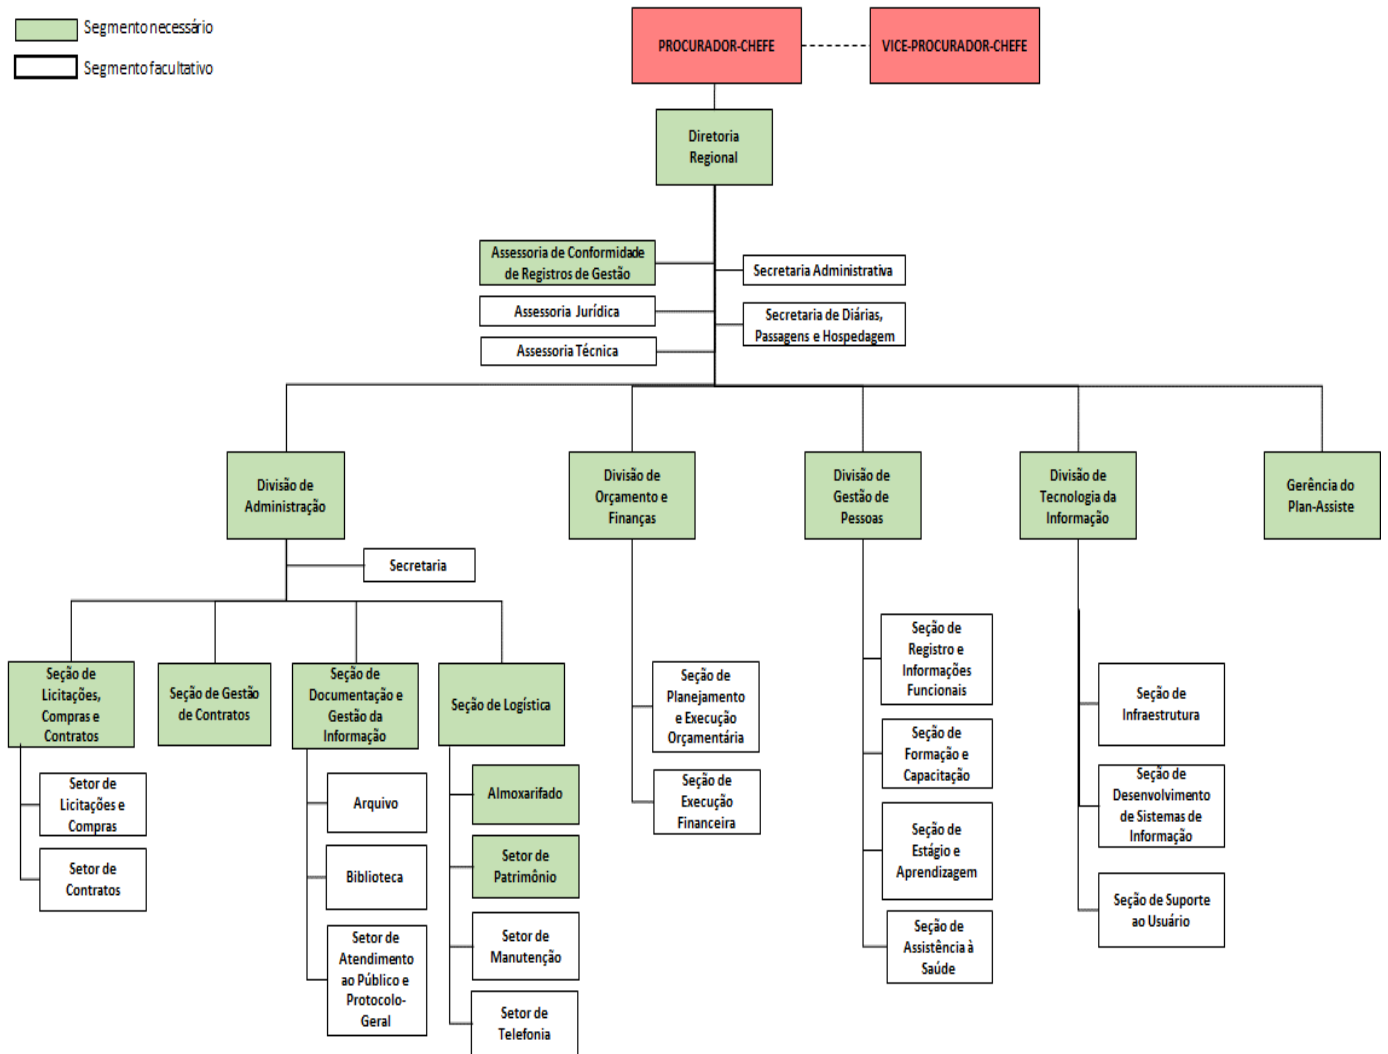 Segmento necessário
Segmento facultativo
PROCURADOR-CHEFE
VICE-PROCURADOR-CHEFE
Diretoria
Regional
Assessoria de Conformidade
de Registros de Gestão
Secretaria Administrativa
Assessoria Jurídica
Secretaria de Diárias,
Passagens e Hospedagem
Assessoria Técnica
Divisão de
Administração
Divisão de
Orçamento e
Finanças
Divisão de
Gestão de
Pessoas
Divisão de
Tecnologia da
Informação
Gerência do
Plan-Assiste
Secretaria
Seção de
Licitações,
Compras e
Contratos
Seção de Gestão
de Contratos
Seção de
Documentação e
Gestão da
Informação
Seção de Logística
Setor de
Licitações e
Compras
Setor de
Contratos
Arquivo
Biblioteca
Setor de
Atendimento
ao Público e
Protocolo-
Geral
Almoxarifado
Setor de
Patrimônio
Setor de
Manutenção
Setor de
Telefonia
Seção de
Planejamento
e Execução
Orçamentária
Seção de
Execução
Financeira
Seção de
Registro e
Informações
Funcionais
Seção de
Formação e
Capacitação
Seção de
Estágio e
Aprendizagem
Seção de
Assistência à
Saúde
Seção de
Infraestrutura
Seção de
Desenvolvimento
de Sistemas de
Informação
Seção de Suporte
ao Usuário